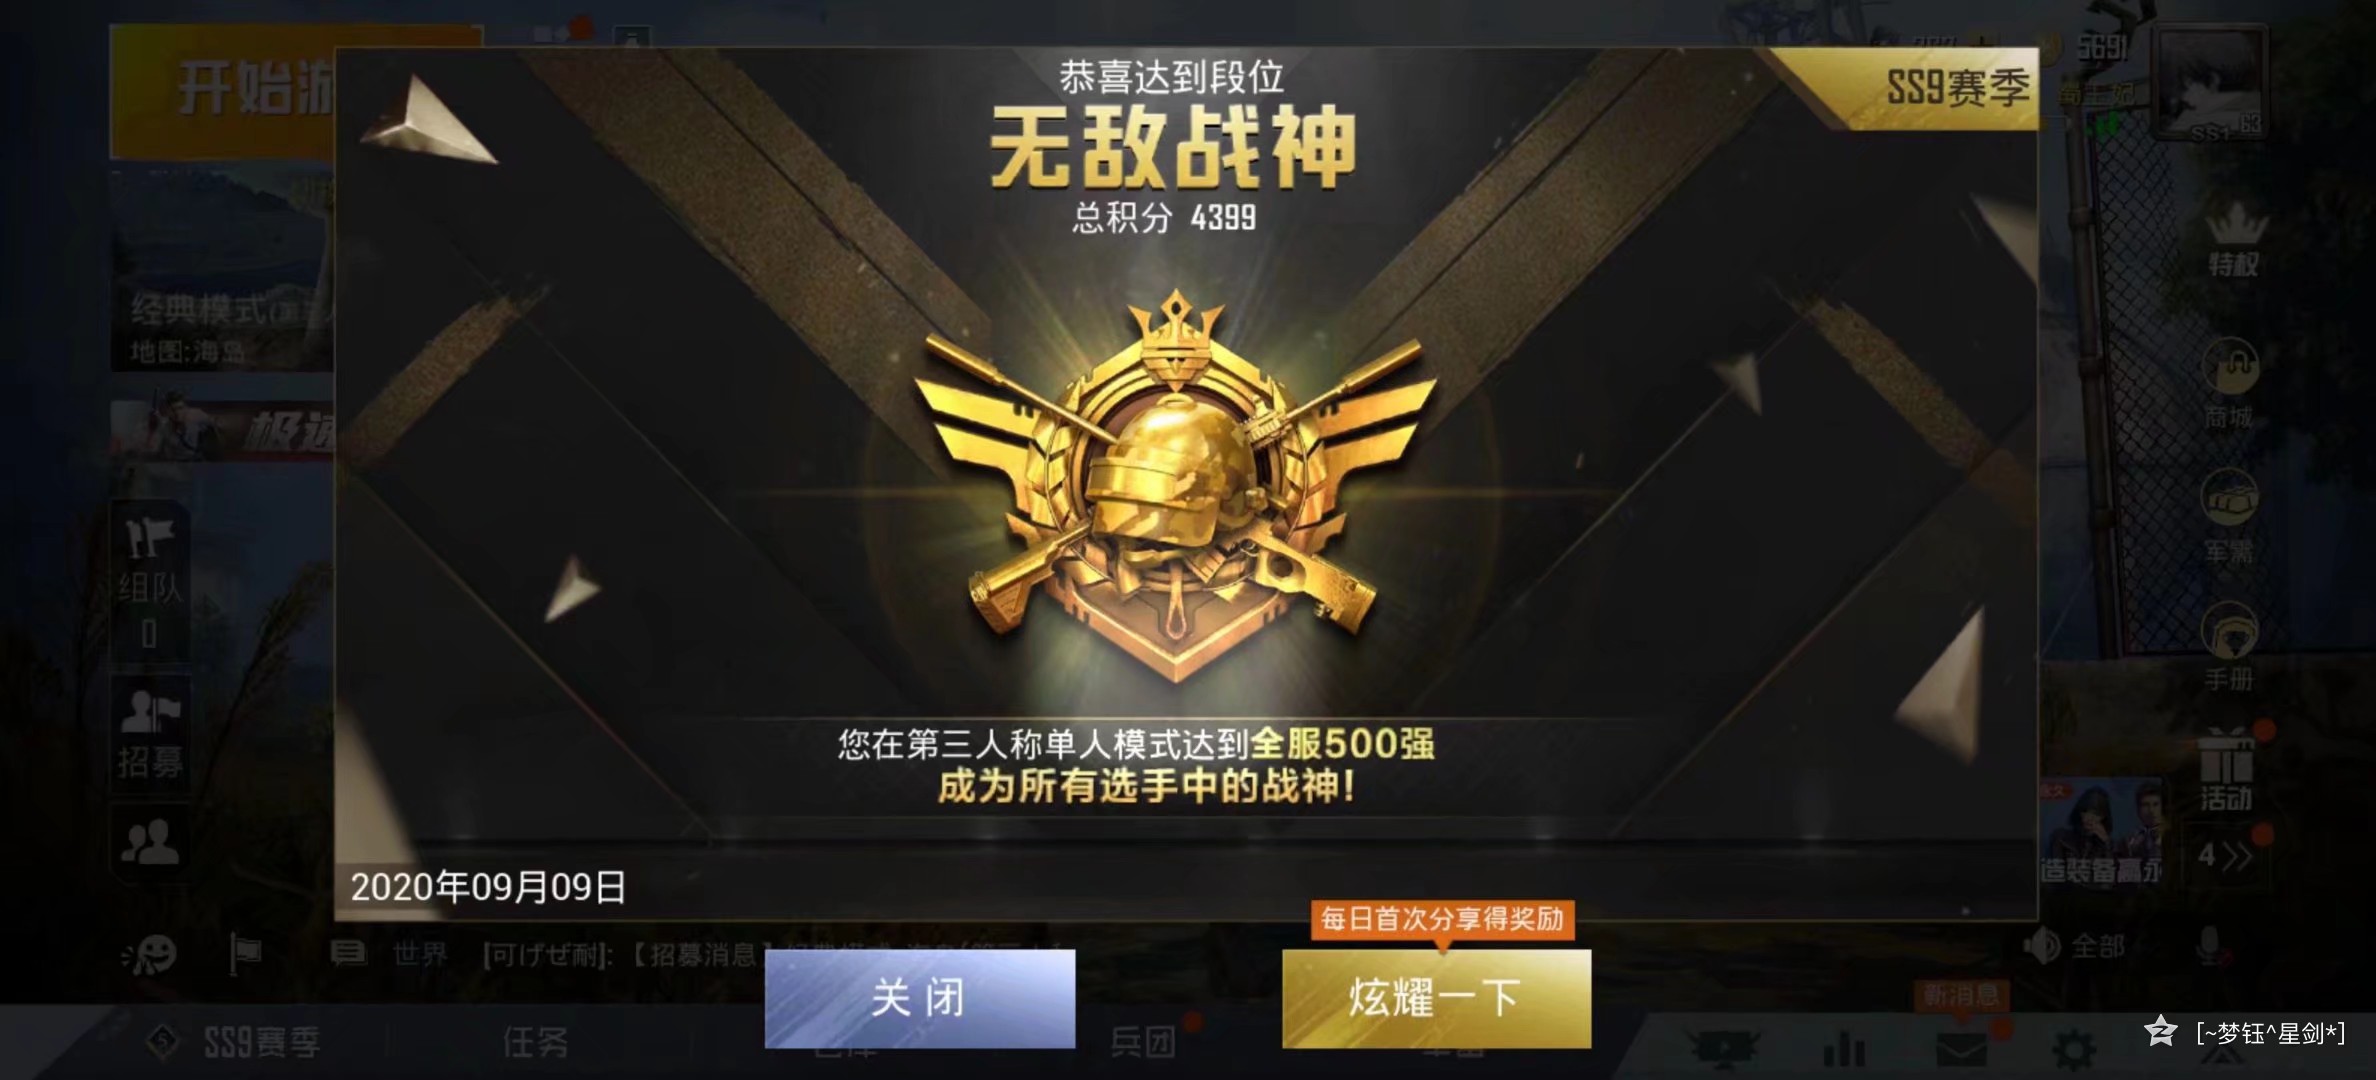 恭喜达到段位
SS9赛季
无敌战神
总积分 4399
开始游
5691
SS1
63
特权
经典模式
地图:海岛
商城
极速
军需
组队
0
手册
招募
您在第三人称单人模式达到全服500强
成为所有选手中的战神!
活动
4
造装备赢永
2020年09月09日
每日首次分享得奖励
世界
【招募消息】
全部
关闭
炫耀一下
新消息
SS9赛季
任务
仓库
兵团
[~梦钰^星剑*]